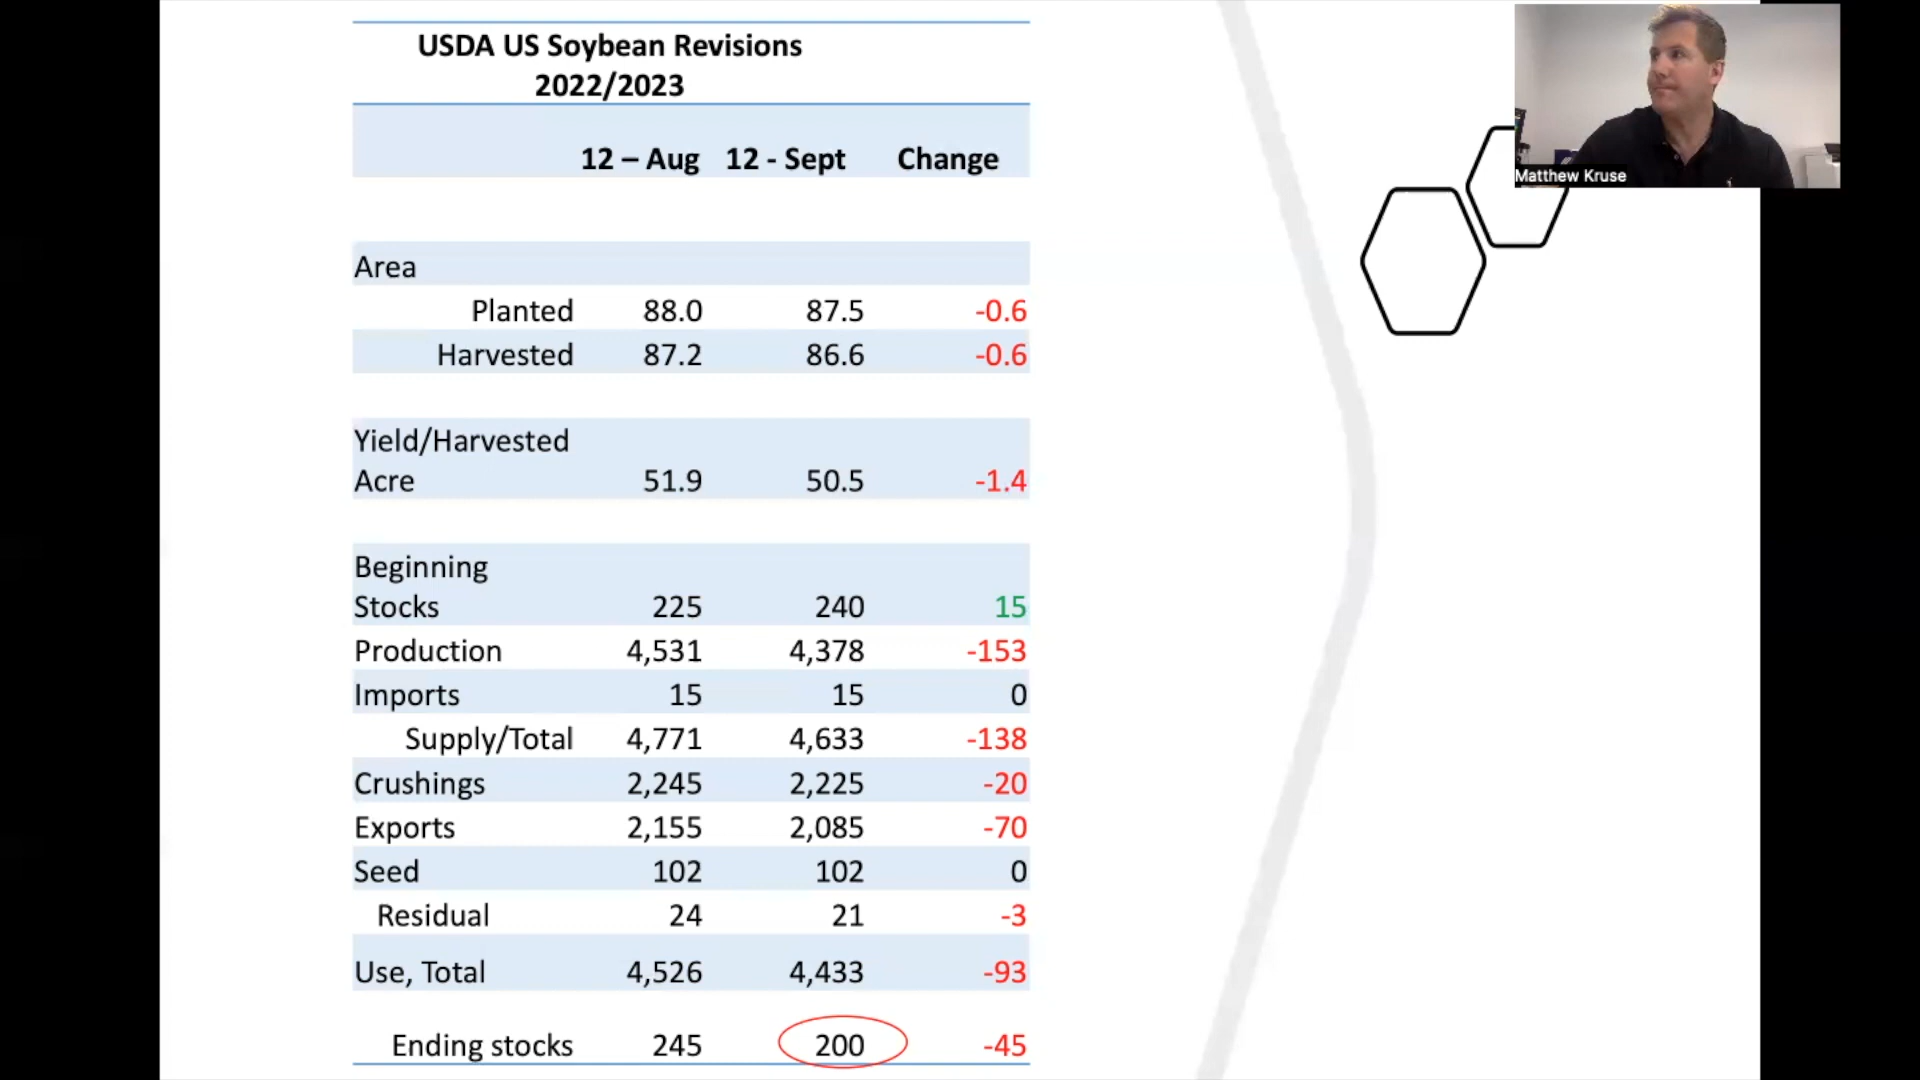 USDA US Soybean Revisions
2022/2023
12 – Aug 12 - Sept Change
Area
Planted 88.0 87.5 -0.6
Harvested 87.2 86.6 -0.6
Yield/Harvested
Acre 51.9 50.5 -1.4
Beginning
Stocks 225 240 15
Production 4,531 4,378 -153
Imports 15 15 0
Supply/Total 4,771 4,633 -138
Crushings 2,245 2,225 -20
Exports 2,155 2,085 -70
Seed 102 102 0
Residual 24 21 -3
Use, Total 4,526 4,433 -93
Ending stocks 245 200 -45
Matthew Kruse